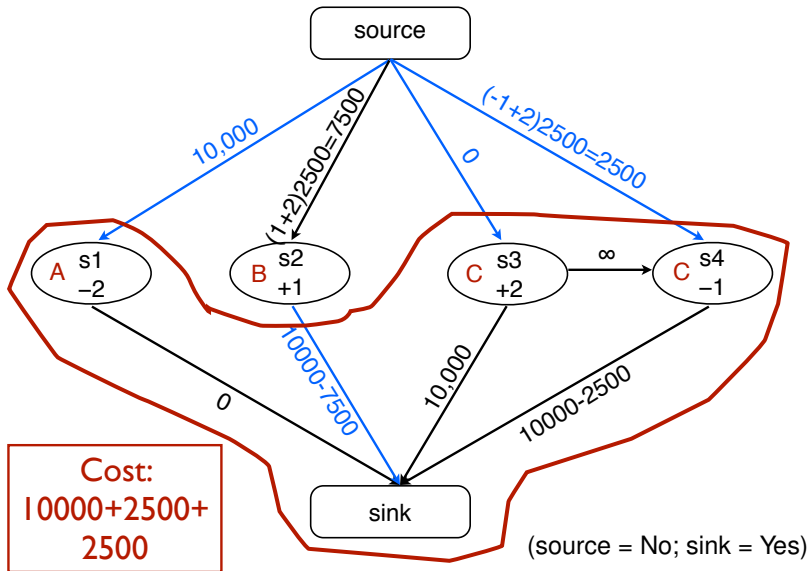 source
10,000
(1+2)2500=7500
0
(-1+2)2500=2500
A
s1
−2
B
s2
+1
C
s3
+2
∞
C
s4
−1
0
10000-7500
10,000
10000-2500
Cost:
10000+2500+
2500
sink
(source = No; sink = Yes)